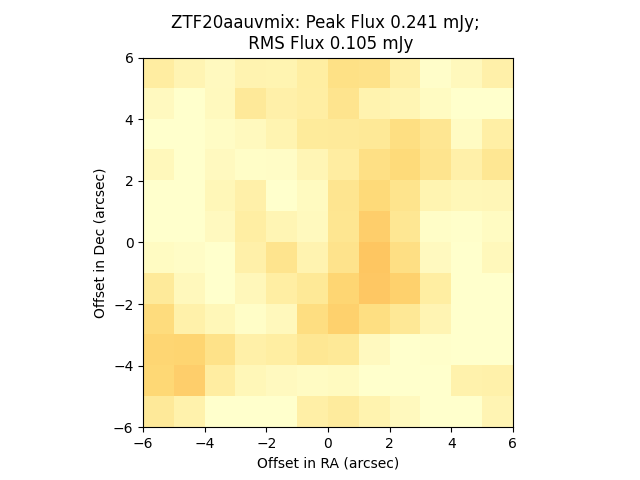 ZTF20aauvmix: Peak Flux 0.241 mJy;
RMS Flux 0.105 mJy
6
4
2
0
−2
−4
−6
Offset in Dec (arcsec)
−6 −4 −2 0 2 4 6
Offset in RA (arcsec)